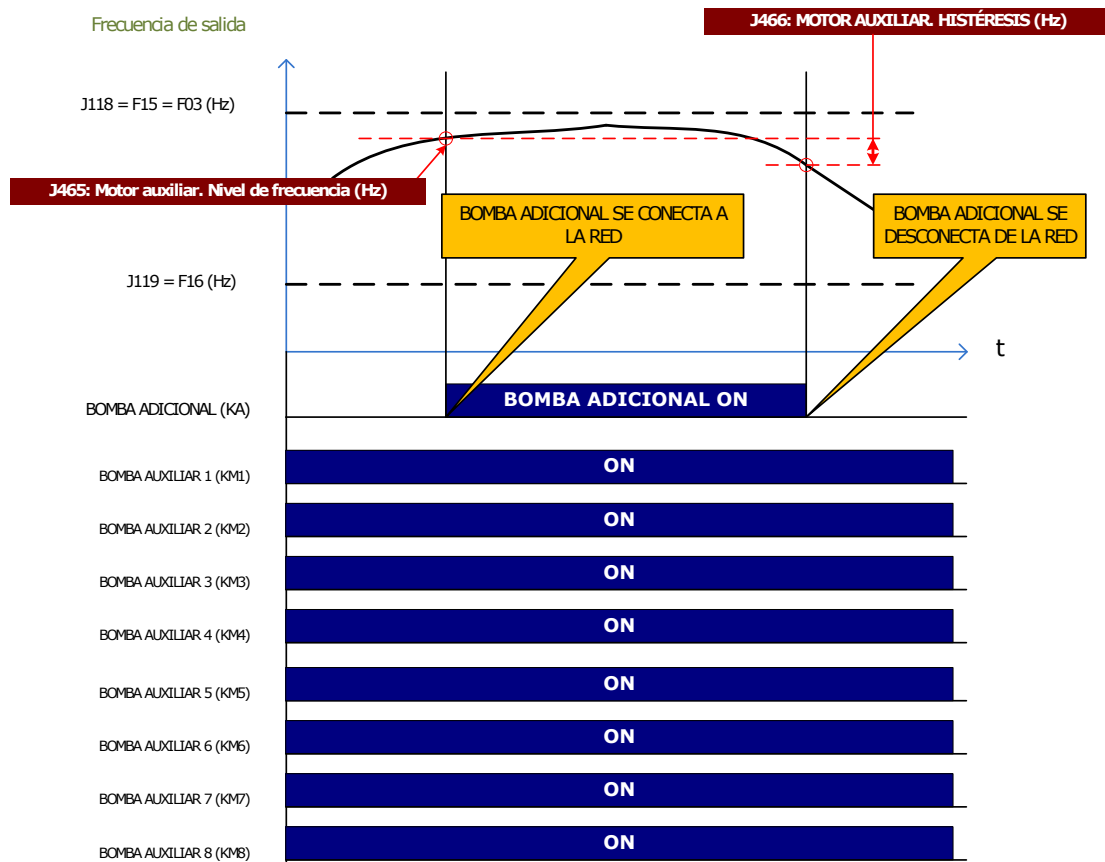 Frecuencia de salida
J466: MOTOR AUXILIAR. HISTÉRESIS (Hz)
J118 = F15 = F03 (Hz)
J465: Motor auxiliar. Nivel de frecuencia (Hz)
BOMBA ADICIONAL SE CONECTA A
LA RED
BOMBA ADICIONAL SE
DESCONECTA DE LA RED
J119 = F16 (Hz)
t
BOMBA ADICIONAL (KA)
BOMBA ADICIONAL ON
BOMBA AUXILIAR 1 (KM1)
ON
BOMBA AUXILIAR 2 (KM2)
ON
BOMBA AUXILIAR 3 (KM3)
ON
BOMBA AUXILIAR 4 (KM4)
ON
BOMBA AUXILIAR 5 (KM5)
ON
BOMBA AUXILIAR 6 (KM6)
ON
BOMBA AUXILIAR 7 (KM7)
ON
BOMBA AUXILIAR 8 (KM8)
ON